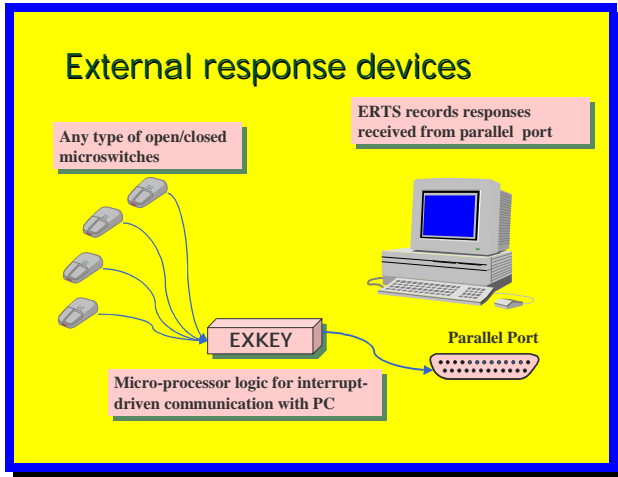 External response devices
ERTS records responses
received from parallel port
Any type of open/closed
microswitches
EXKEY
Parallel Port
Micro-processor logic for interrupt-
driven communication with PC